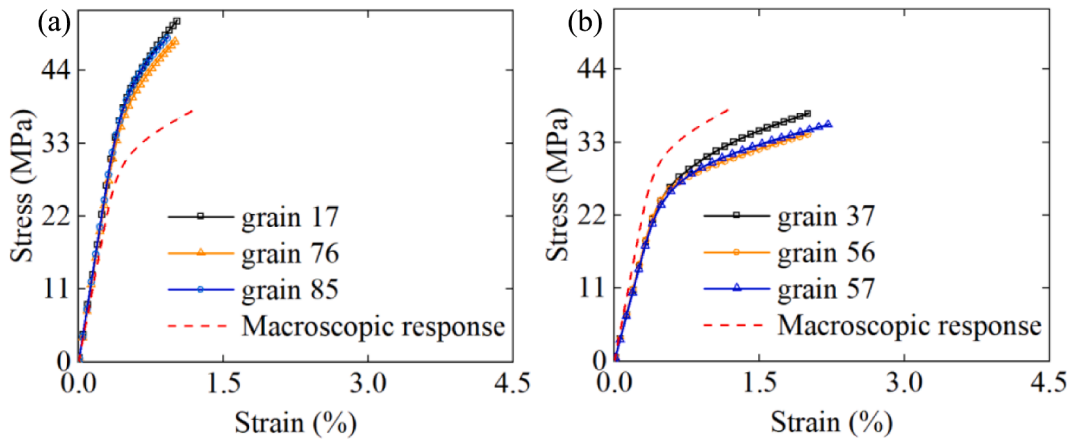 (a)
Stress (MPa)
44
33
22
11
0
grain 17
grain 76
grain 85
Macroscopic response
0.0 1.5 3.0 4.5
Strain (%)
(b)
Stress (MPa)
44
33
22
11
0
grain 37
grain 56
grain 57
Macroscopic response
0.0 1.5 3.0 4.5
Strain (%)